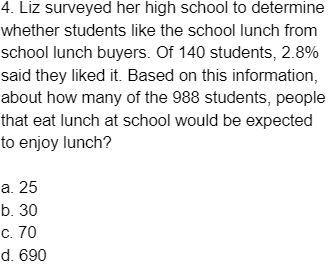 4. Liz surveyed her high school to determine
whether students like the school lunch from
school lunch buyers. Of 140 students, 2.8%
said they liked it. Based on this information,
about how many of the 988 students, people
that eat lunch at school would be expected
to enjoy lunch?
a. 25
b. 30
c. 70
d. 690